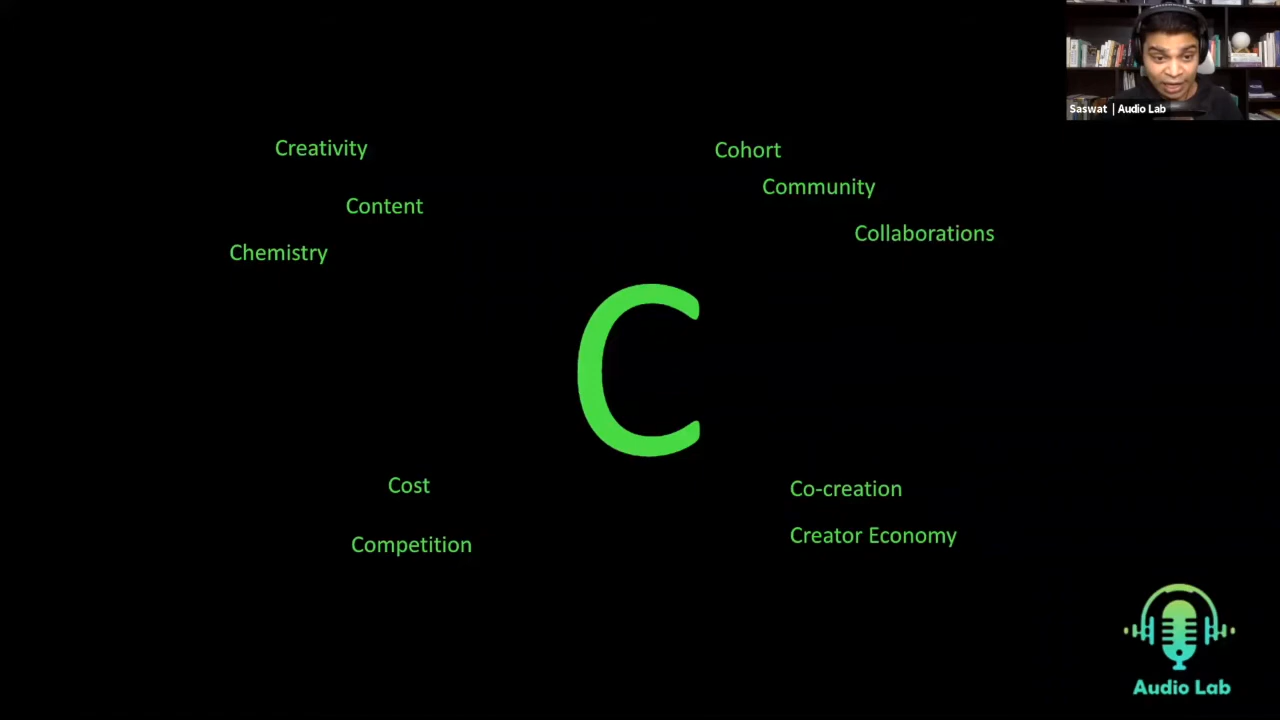 Saswat | Audio Lab
Creativity
Content
Chemistry
Cohort
Community
Collaborations
C
Cost
Competition
Co-creation
Creator Economy
Audio Lab